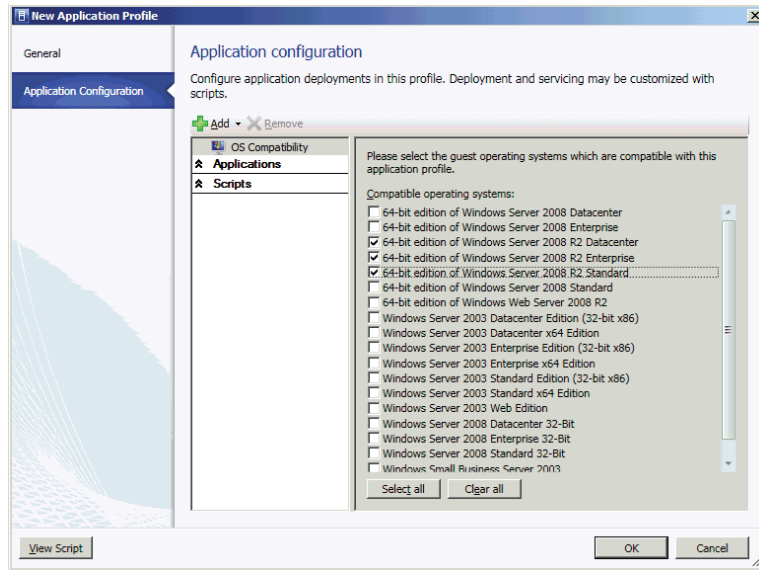 New Application Profile
General
Application Configuration
Application configuration
Configure application deployments in this profile. Deployment and servicing may be customized with
scripts.
Add Remove
OS Compatibility
Applications
Scripts
Please select the guest operating systems which are compatible with this
application profile.
Compatible operating systems:
64-bit edition of Windows Server 2008 Datacenter
64-bit edition of Windows Server 2008 Enterprise
64-bit edition of Windows Server 2008 R2 Datacenter
64-bit edition of Windows Server 2008 R2 Enterprise
64-bit edition of Windows Server 2008 R2 Standard
64-bit edition of Windows Server 2008 Standard
64-bit edition of Windows Web Server 2008 R2
Windows Server 2003 Datacenter Edition (32-bit x86)
Windows Server 2003 Datacenter x64 Edition
Windows Server 2003 Enterprise Edition (32-bit x86)
Windows Server 2003 Enterprise x64 Edition
Windows Server 2003 Standard Edition (32-bit x86)
Windows Server 2003 Standard x64 Edition
Windows Server 2003 Web Edition
Windows Server 2008 Datacenter 32-Bit
Windows Server 2008 Enterprise 32-Bit
Windows Server 2008 Standard 32-Bit
Windows Small Business Server 2003
Select all Clear all
View Script OK Cancel